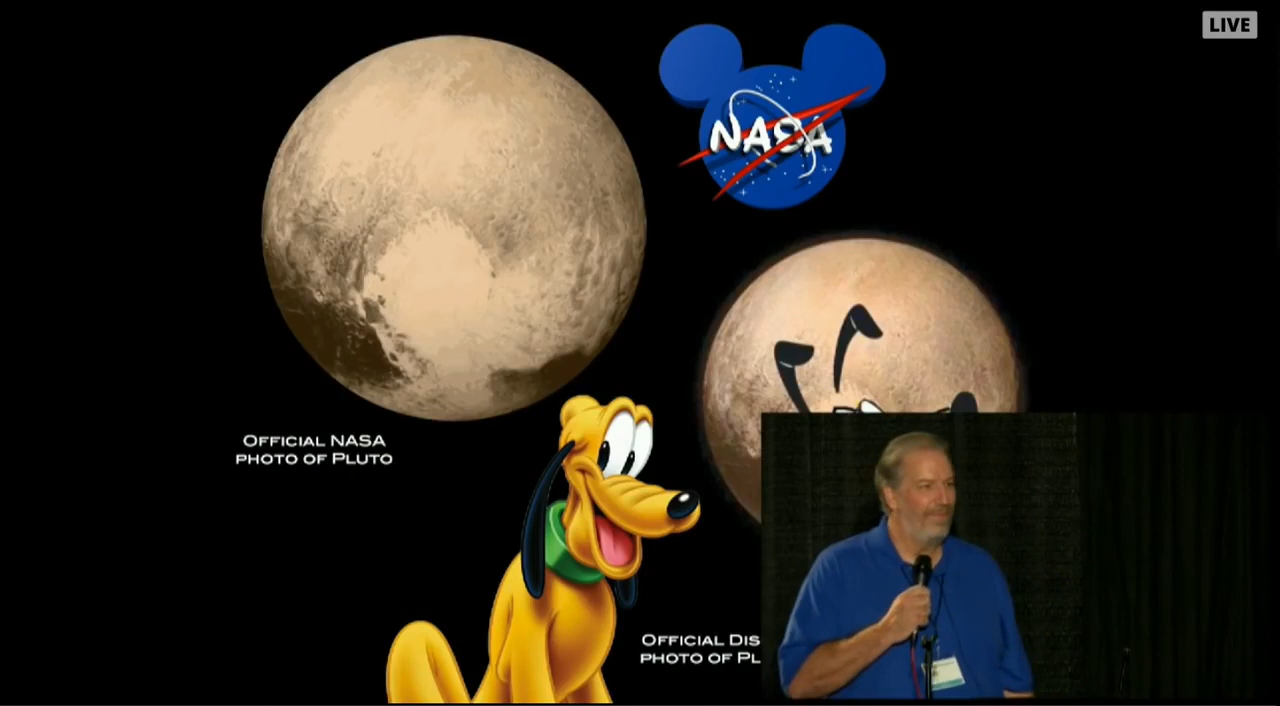 LIVE
NASA
OFFICIAL NASA
PHOTO OF PLUTO
OFFICIAL DIS
PHOTO OF PL